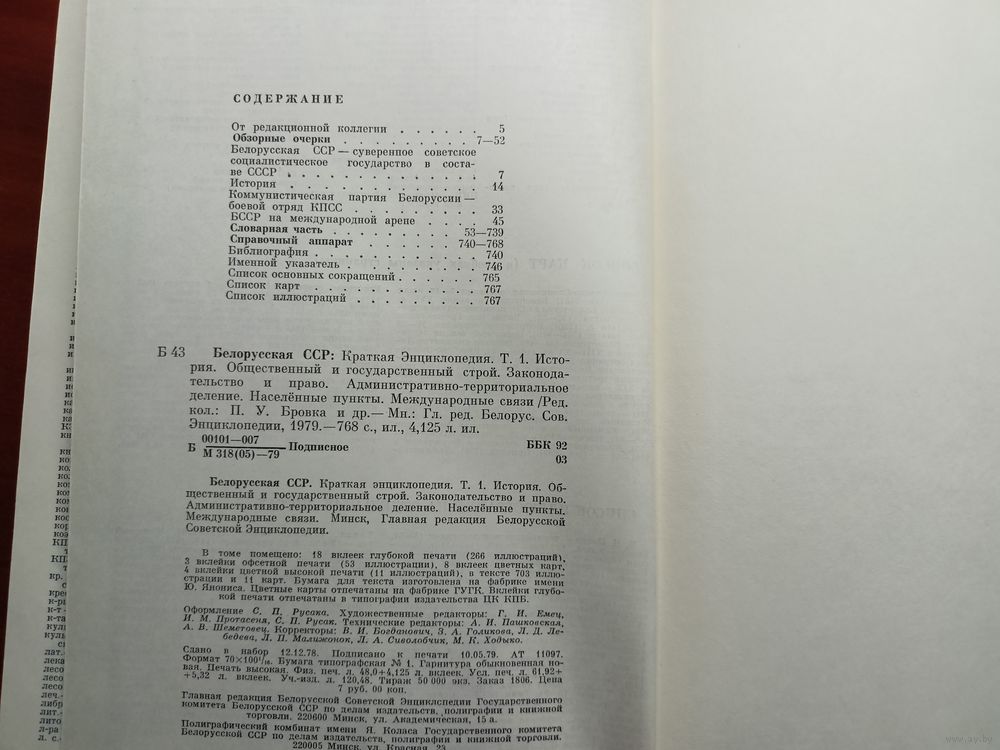 СОДЕРЖАНИЕ
От редакционной коллегии . . . . . . 5
Обзорные очерки . . . . . . . . . 7—52
Белорусская ССР — суверенное советское
социалистическое государство в соста-
ве СССР . . . . . . . . . . . . 7
История . . . . . . . . . . . . 14
Коммунистическая партия Белоруссии —
боевой отряд КПСС . . . . . . . . 33
БССР на международной арене . . . . 45
Словарная часть . . . . . . . . . 53—739
Справочный аппарат . . . . . . 740—768
Библиография . . . . . . . . . . . 740
Именной указатель . . . . . . . . . 746
Список основных сокращений . . . . . . 765
Список карт . . . . . . . . . . . 767
Список иллюстраций . . . . . . . . 767
Б 43 Белорусская ССР: Краткая Энциклопедия. Т. 1. Исто-
рия. Общественный и государственный строй. Законода-
тельство и право. Административно-территориальное
деление. Населённые пункты. Международные связи /Ред.
кол.: П. У. Бровка и др.— Мн.: Гл. ред. Белорус. Сов.
Энциклопедии, 1979.—768 с., ил., 4,125 л. ил.
00101—007
Б Подписное ББК 92
М 318(05)—79 03
Белорусская ССР. Краткая энциклопедия. Т. 1. История. Об-
щественный и государственный строй. Законодательство и право.
Административно-территориальное деление. Населённые пункты.
Международные связи. Минск, Главная редакция Белорусской
Советской Энциклопедии.
В томе помещено: 18 вклеек глубокой печати (266 иллюстраций),
3 вклейки офсетной печати (53 иллюстрации), 8 вклеек цветных карт,
4 вклейки цветной высокой печати (11 иллюстраций), в тексте 703 иллю-
страции и 11 карт. Бумага для текста изготовлена на фабрике имени
Ю. Янониса. Цветные карты отпечатаны на фабрике ГУГК. Вклейки глубо-
кой печати отпечатаны в типографии издательства ЦК КПБ.
Оформление С. П. Русака. Художественные редакторы: Г. И. Емец,
И. М. Протасеня, С. П. Русак. Технические редакторы: А. И. Пашковская,
А. В. Шеметовец. Корректоры: В. И. Богданович, З. А. Голикова, Л. Д. Ле-
бедева, Л. П. Малижонок, Л. А. Сиволобчик, М. К. Ходыко.
Сдано в набор 12.12.78. Подписано к печати 10.05.79. АТ 11097.
Формат 70×100¹/₁₆. Бумага типографская № 1. Гарнитура обыкновенная но-
вая. Печать высокая. Физ. печ. л. 48,0+4,125 л. вклеек. Усл. печ. л. 61,92+
+5,32 л. вклеек. Уч.-изд. л. 120,48. Тираж 50 000 экз. Заказ 1806. Цена
7 руб. 00 коп.
Главная редакция Белорусской Советской Энциклопедии Государственного
комитета Белорусской ССР по делам издательств, полиграфии и книжной
торговли. 220600 Минск, ул. Академическая, 15 а.
Полиграфический комбинат имени Я. Коласа Государственного комитета
Белорусской ССР по делам издательств, полиграфии и книжной торговли.
220005 Минск, ул. Красная, 23.
www.ay.by